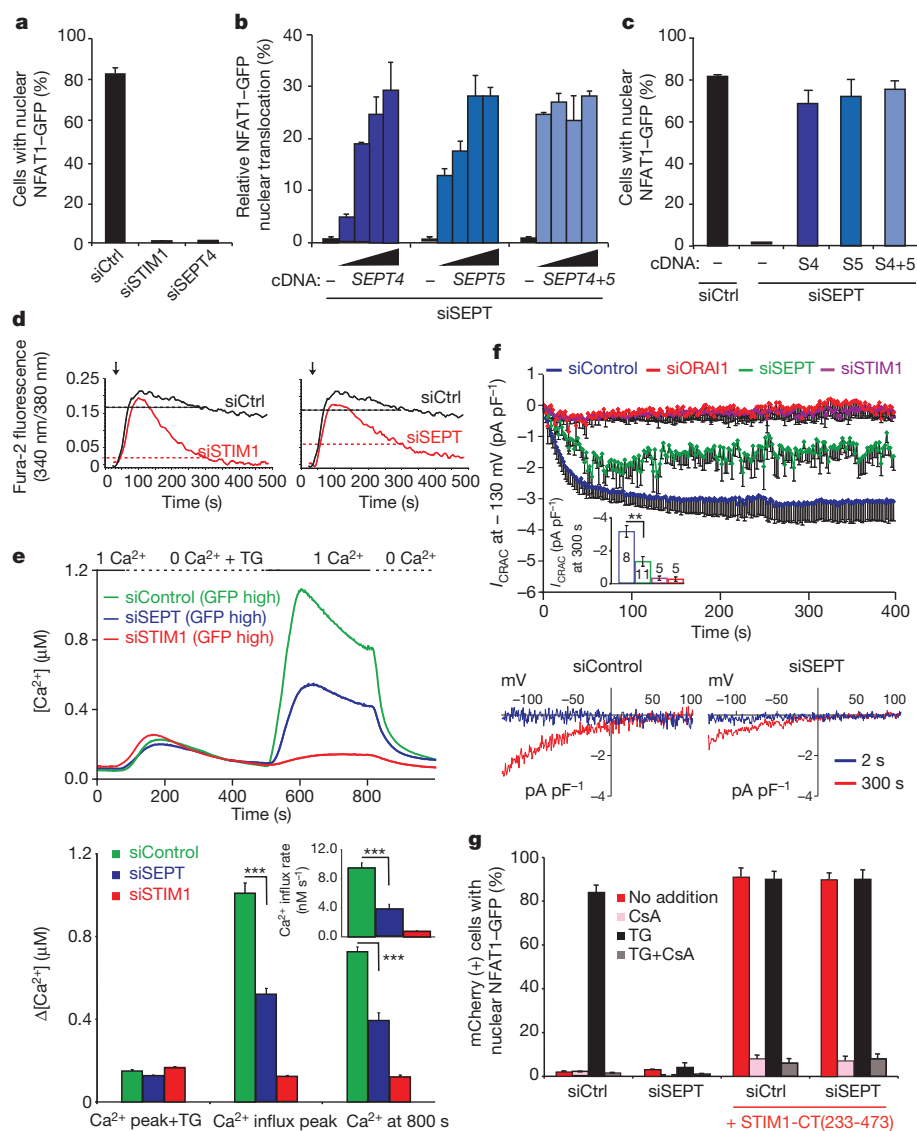 a
Cells with nuclear
NFAT1–GFP (%)
100
80
60
40
20
0
siCtrl
siSTIM1
siSEPT4
b
Relative NFAT1–GFP
nuclear translocation (%)
40
30
20
10
0
cDNA: – SEPT4 – SEPT5 – SEPT4+5
siSEPT
c
Cells with nuclear
NFAT1–GFP (%)
100
80
60
40
20
0
cDNA: – – S4 S5 S4+5
siCtrl siSEPT
d
Fura-2 fluorescence
(340 nm/380 nm)
0.25
0.15
0.05
0
siCtrl
siSTIM1
0 100 200 300 400 500
Time (s)
siCtrl
siSEPT
0 100 200 300 400 500
Time (s)
e
1 Ca²⁺ 0 Ca²⁺ + TG 1 Ca²⁺ 0 Ca²⁺
[Ca²⁺] (μM)
1.2
0.8
0.4
0.0
siControl (GFP high)
siSEPT (GFP high)
siSTIM1 (GFP high)
0 200 400 600 800
Time (s)
Δ[Ca²⁺] (μM)
1.2
0.8
0.4
0
siControl
siSEPT
siSTIM1
***
***
Ca²⁺ influx rate
(nM s⁻¹)
12.0
8.0
4.0
0.0
***
Ca²⁺ peak+TG Ca²⁺ influx peak Ca²⁺ at 800 s
f
siControl siORAI1 siSEPT siSTIM1
I_CRAC at – 130 mV (pA pF⁻¹)
1
0
–1
–2
–3
–4
–5
–6
I_CRAC (pA pF⁻¹)
at 300 s
–4
–2
0
**
8 11 5 5
0 100 200 300 400
Time (s)
siControl
mV
–100 –50 50 100
–2
–4
pA pF⁻¹
siSEPT
mV
–100 –50 50 100
–2
–4
pA pF⁻¹
2 s
300 s
g
mCherry (+) cells with
nuclear NFAT1–GFP (%)
100
80
60
40
20
0
No addition
CsA
TG
TG+CsA
siCtrl siSEPT siCtrl siSEPT
+ STIM1-CT(233-473)